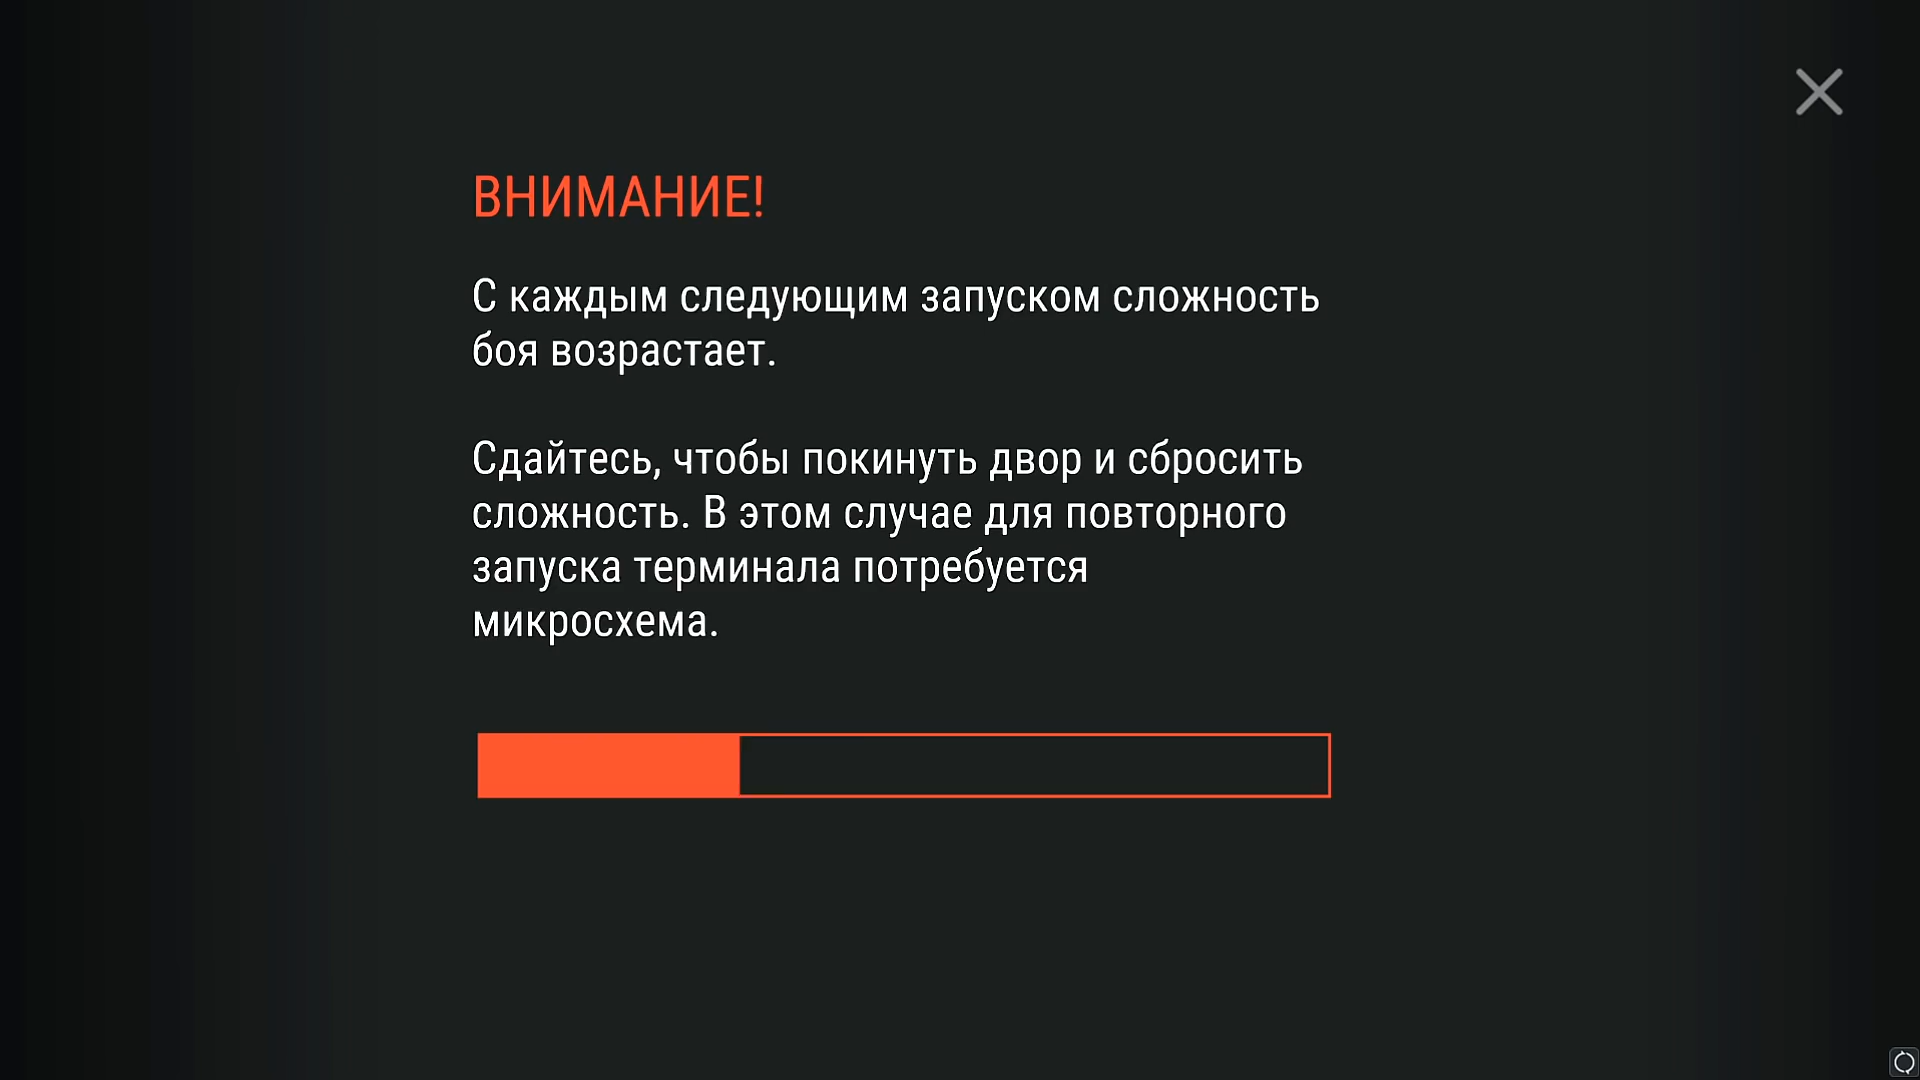 ВНИМАНИЕ!
С каждым следующим запуском сложность
боя возрастает.
Сдайтесь, чтобы покинуть двор и сбросить
сложность. В этом случае для повторного
запуска терминала потребуется
микросхема.